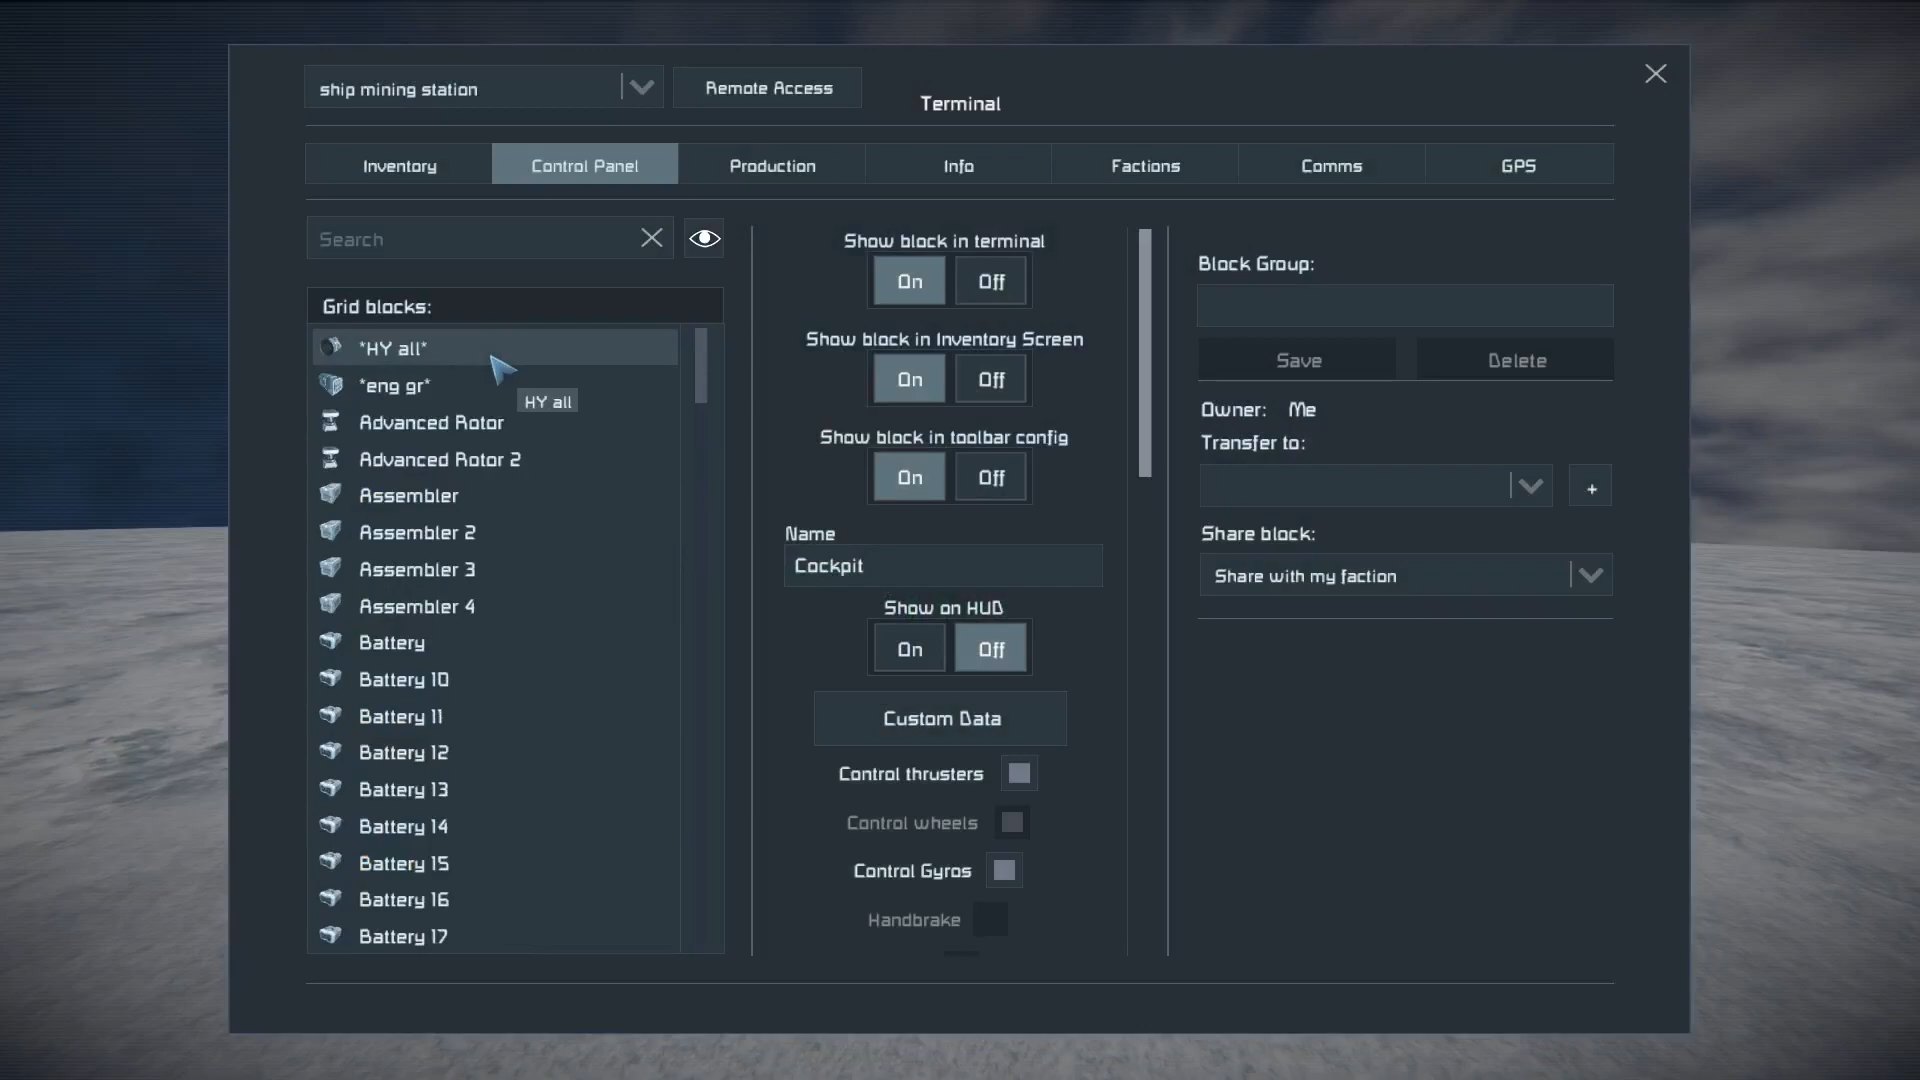 ship mining station
Remote Access
Terminal
Inventory
Control Panel
Production
Info
Factions
Comms
GPS
Search
Grid blocks:
*HY all*
*eng gr*
HY all
Advanced Rotor
Advanced Rotor 2
Assembler
Assembler 2
Assembler 3
Assembler 4
Battery
Battery 10
Battery 11
Battery 12
Battery 13
Battery 14
Battery 15
Battery 16
Battery 17
Show block in terminal
On Off
Show block in Inventory Screen
On Off
Show block in toolbar config
On Off
Name
Cockpit
Show on HUD
On Off
Custom Data
Control thrusters
Control wheels
Control Gyros
Handbrake
Block Group:
Save Delete
Owner: Me
Transfer to:
+
Share block:
Share with my faction